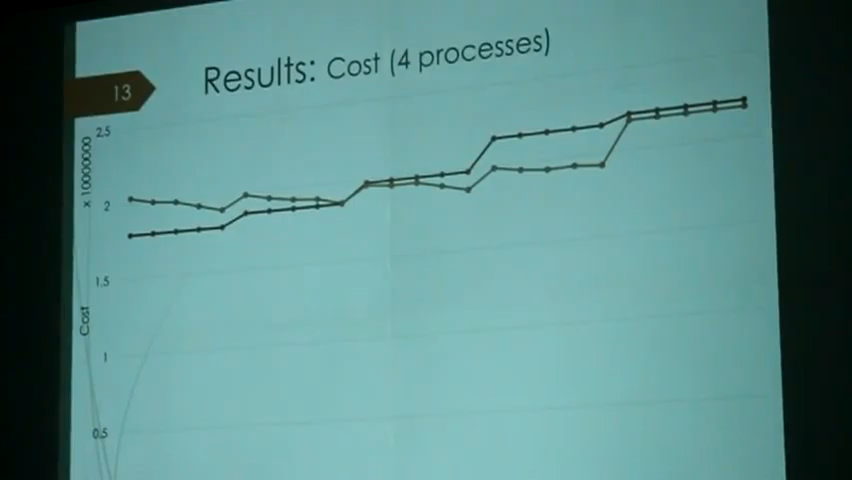 Results: Cost (4 processes)
13
x 10000000
Cost
2.5
2
1.5
1
0.5